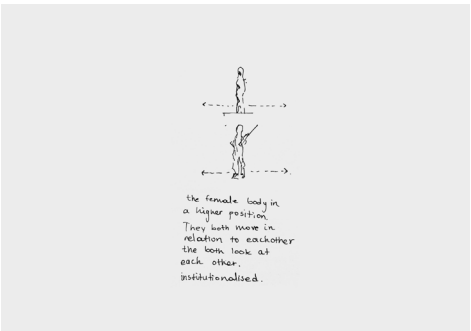 the female body in
a higher position.
They both move in
relation to eachother
the both look at
each other.
institutionalised.